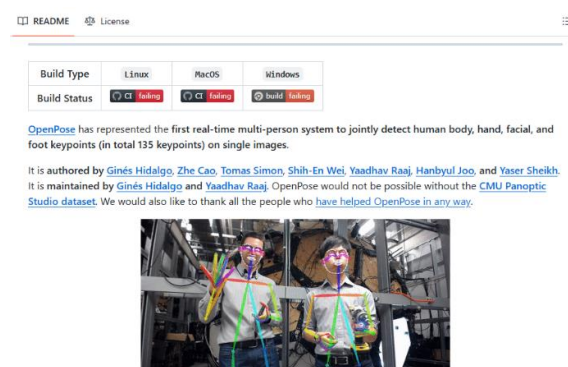 README License
Build Type Linux MacOS Windows
Build Status CI failing CI failing build failing
OpenPose has represented the first real-time multi-person system to jointly detect human body, hand, facial, and
foot keypoints (in total 135 keypoints) on single images.
It is authored by Ginés Hidalgo, Zhe Cao, Tomas Simon, Shih-En Wei, Yaadhav Raaj, Hanbyul Joo, and Yaser Sheikh.
It is maintained by Ginés Hidalgo and Yaadhav Raaj. OpenPose would not be possible without the CMU Panoptic
Studio dataset. We would also like to thank all the people who have helped OpenPose in any way.